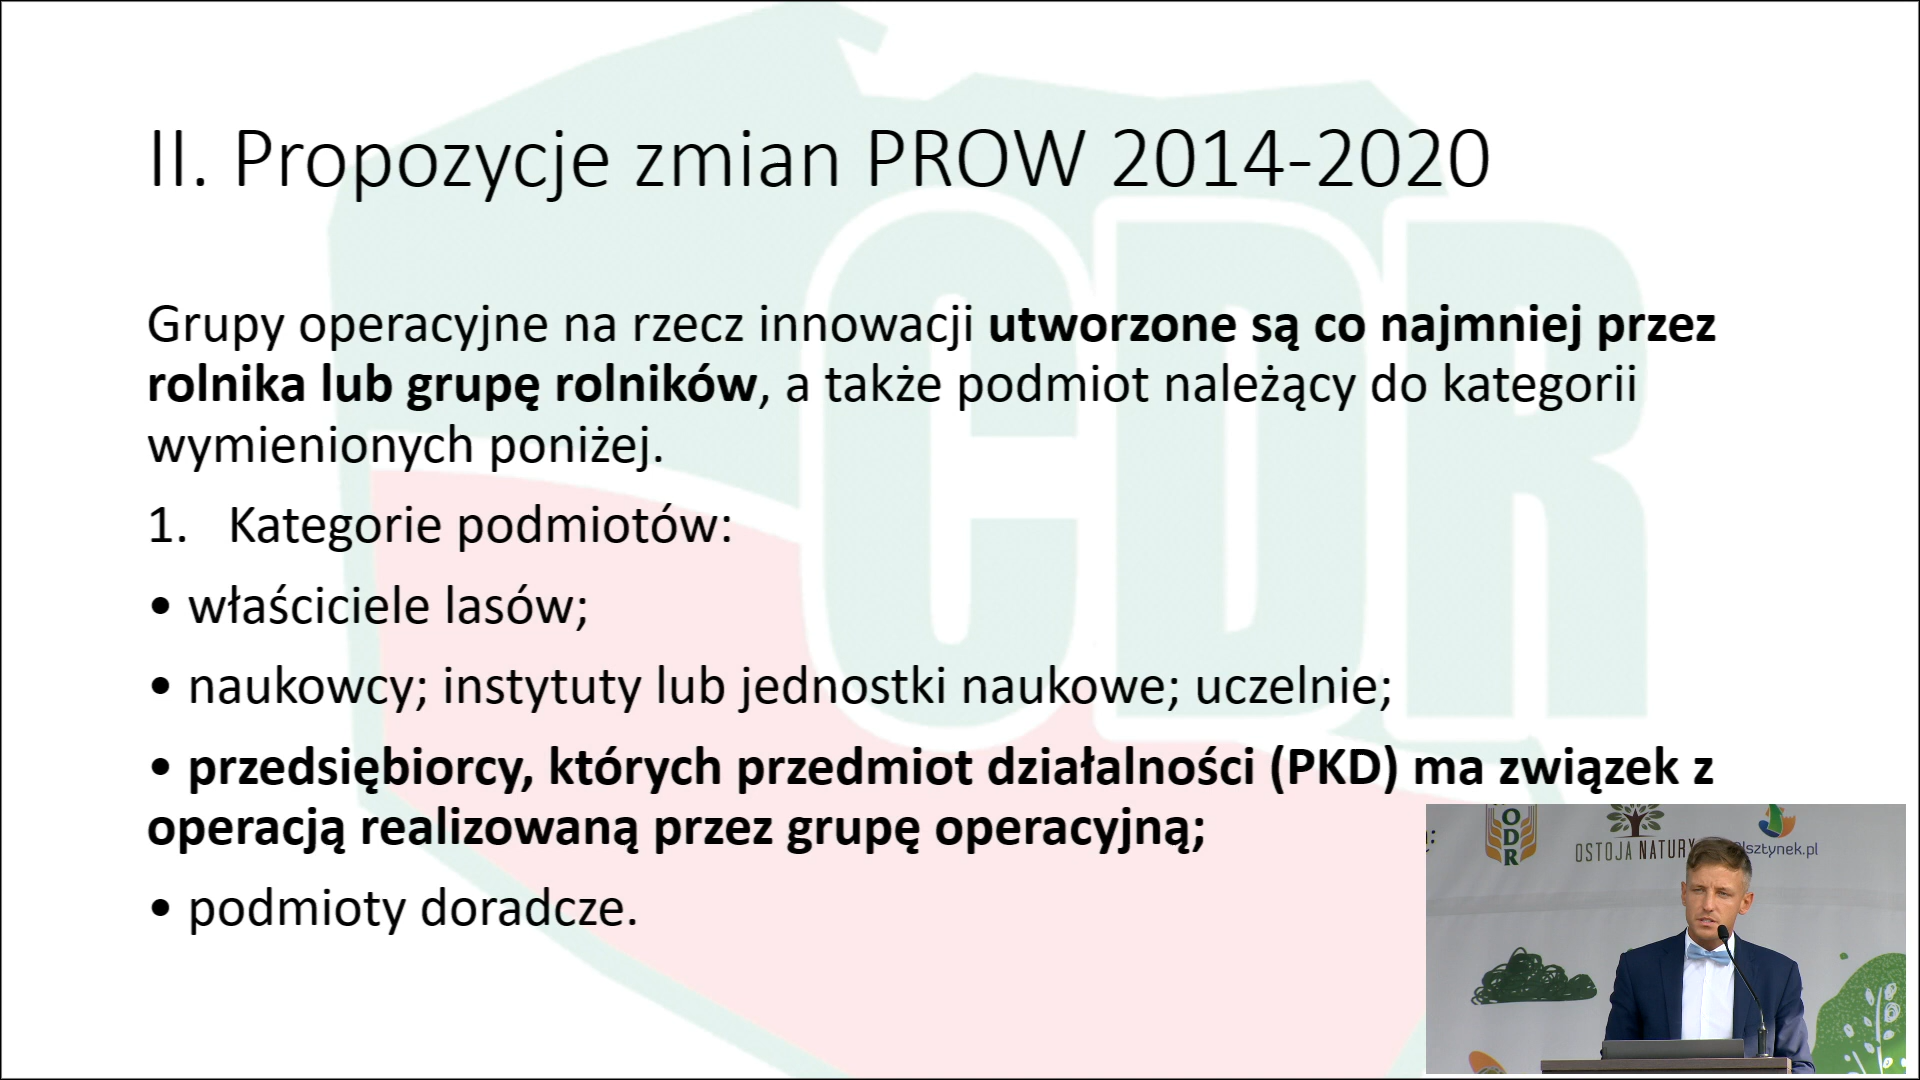 II. Propozycje zmian PROW 2014-2020
Grupy operacyjne na rzecz innowacji utworzone są co najmniej przez
rolnika lub grupę rolników, a także podmiot należący do kategorii
wymienionych poniżej.
1. Kategorie podmiotów:
• właściciele lasów;
• naukowcy; instytuty lub jednostki naukowe; uczelnie;
• przedsiębiorcy, których przedmiot działalności (PKD) ma związek z
operacją realizowaną przez grupę operacyjną;
• podmioty doradcze.
CDR
ODR
OSTOJA NATURY
olsztynek.pl